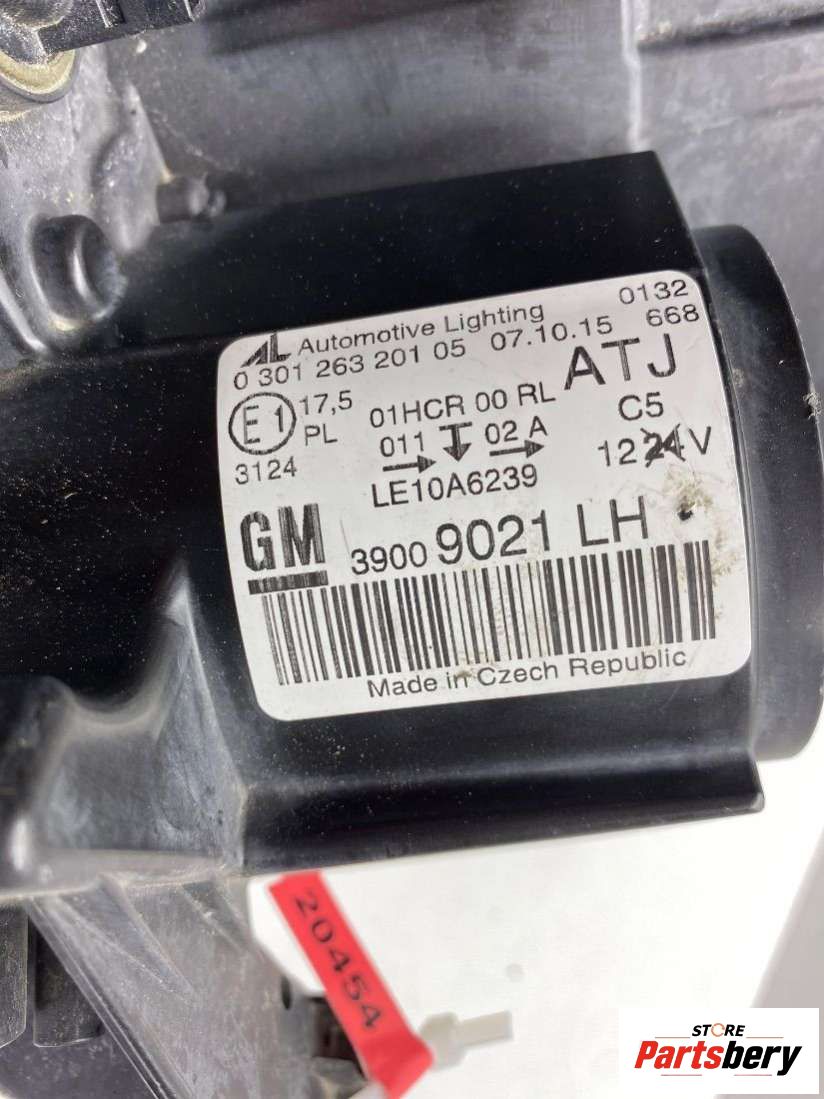 AL Automotive Lighting 0132
0 301 263 201 05 07.10.15 668
E1 17,5 01HCR 00 RL ATJ
PL 011 02 A C5
3124 LE10A6239 12 24 V
GM 3900 9021 LH
Made in Czech Republic
20454
STORE
Partsbery